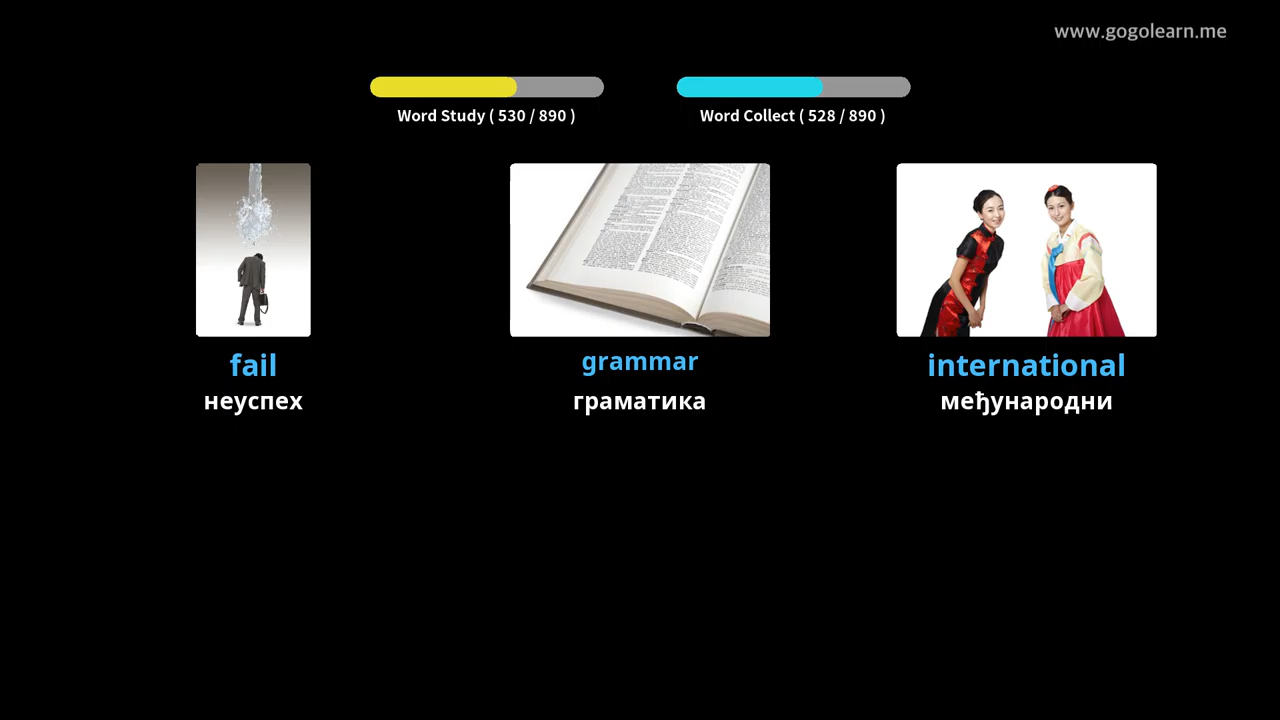 www.gogolearn.me
Word Study ( 530 / 890 )
Word Collect ( 528 / 890 )
fail
неуспех
grammar
граматика
international
међународни